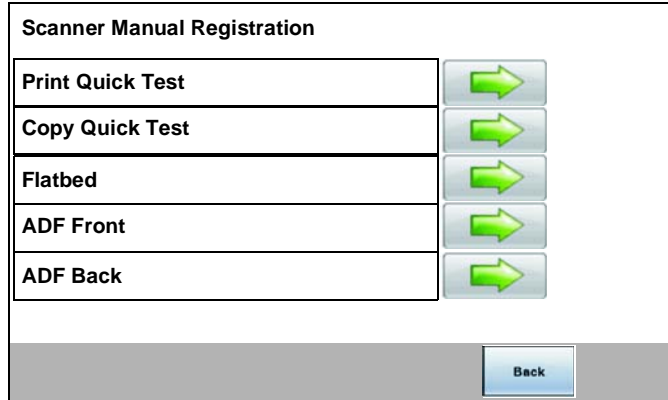 Scanner Manual Registration
Print Quick Test
Copy Quick Test
Flatbed
ADF Front
ADF Back
Back